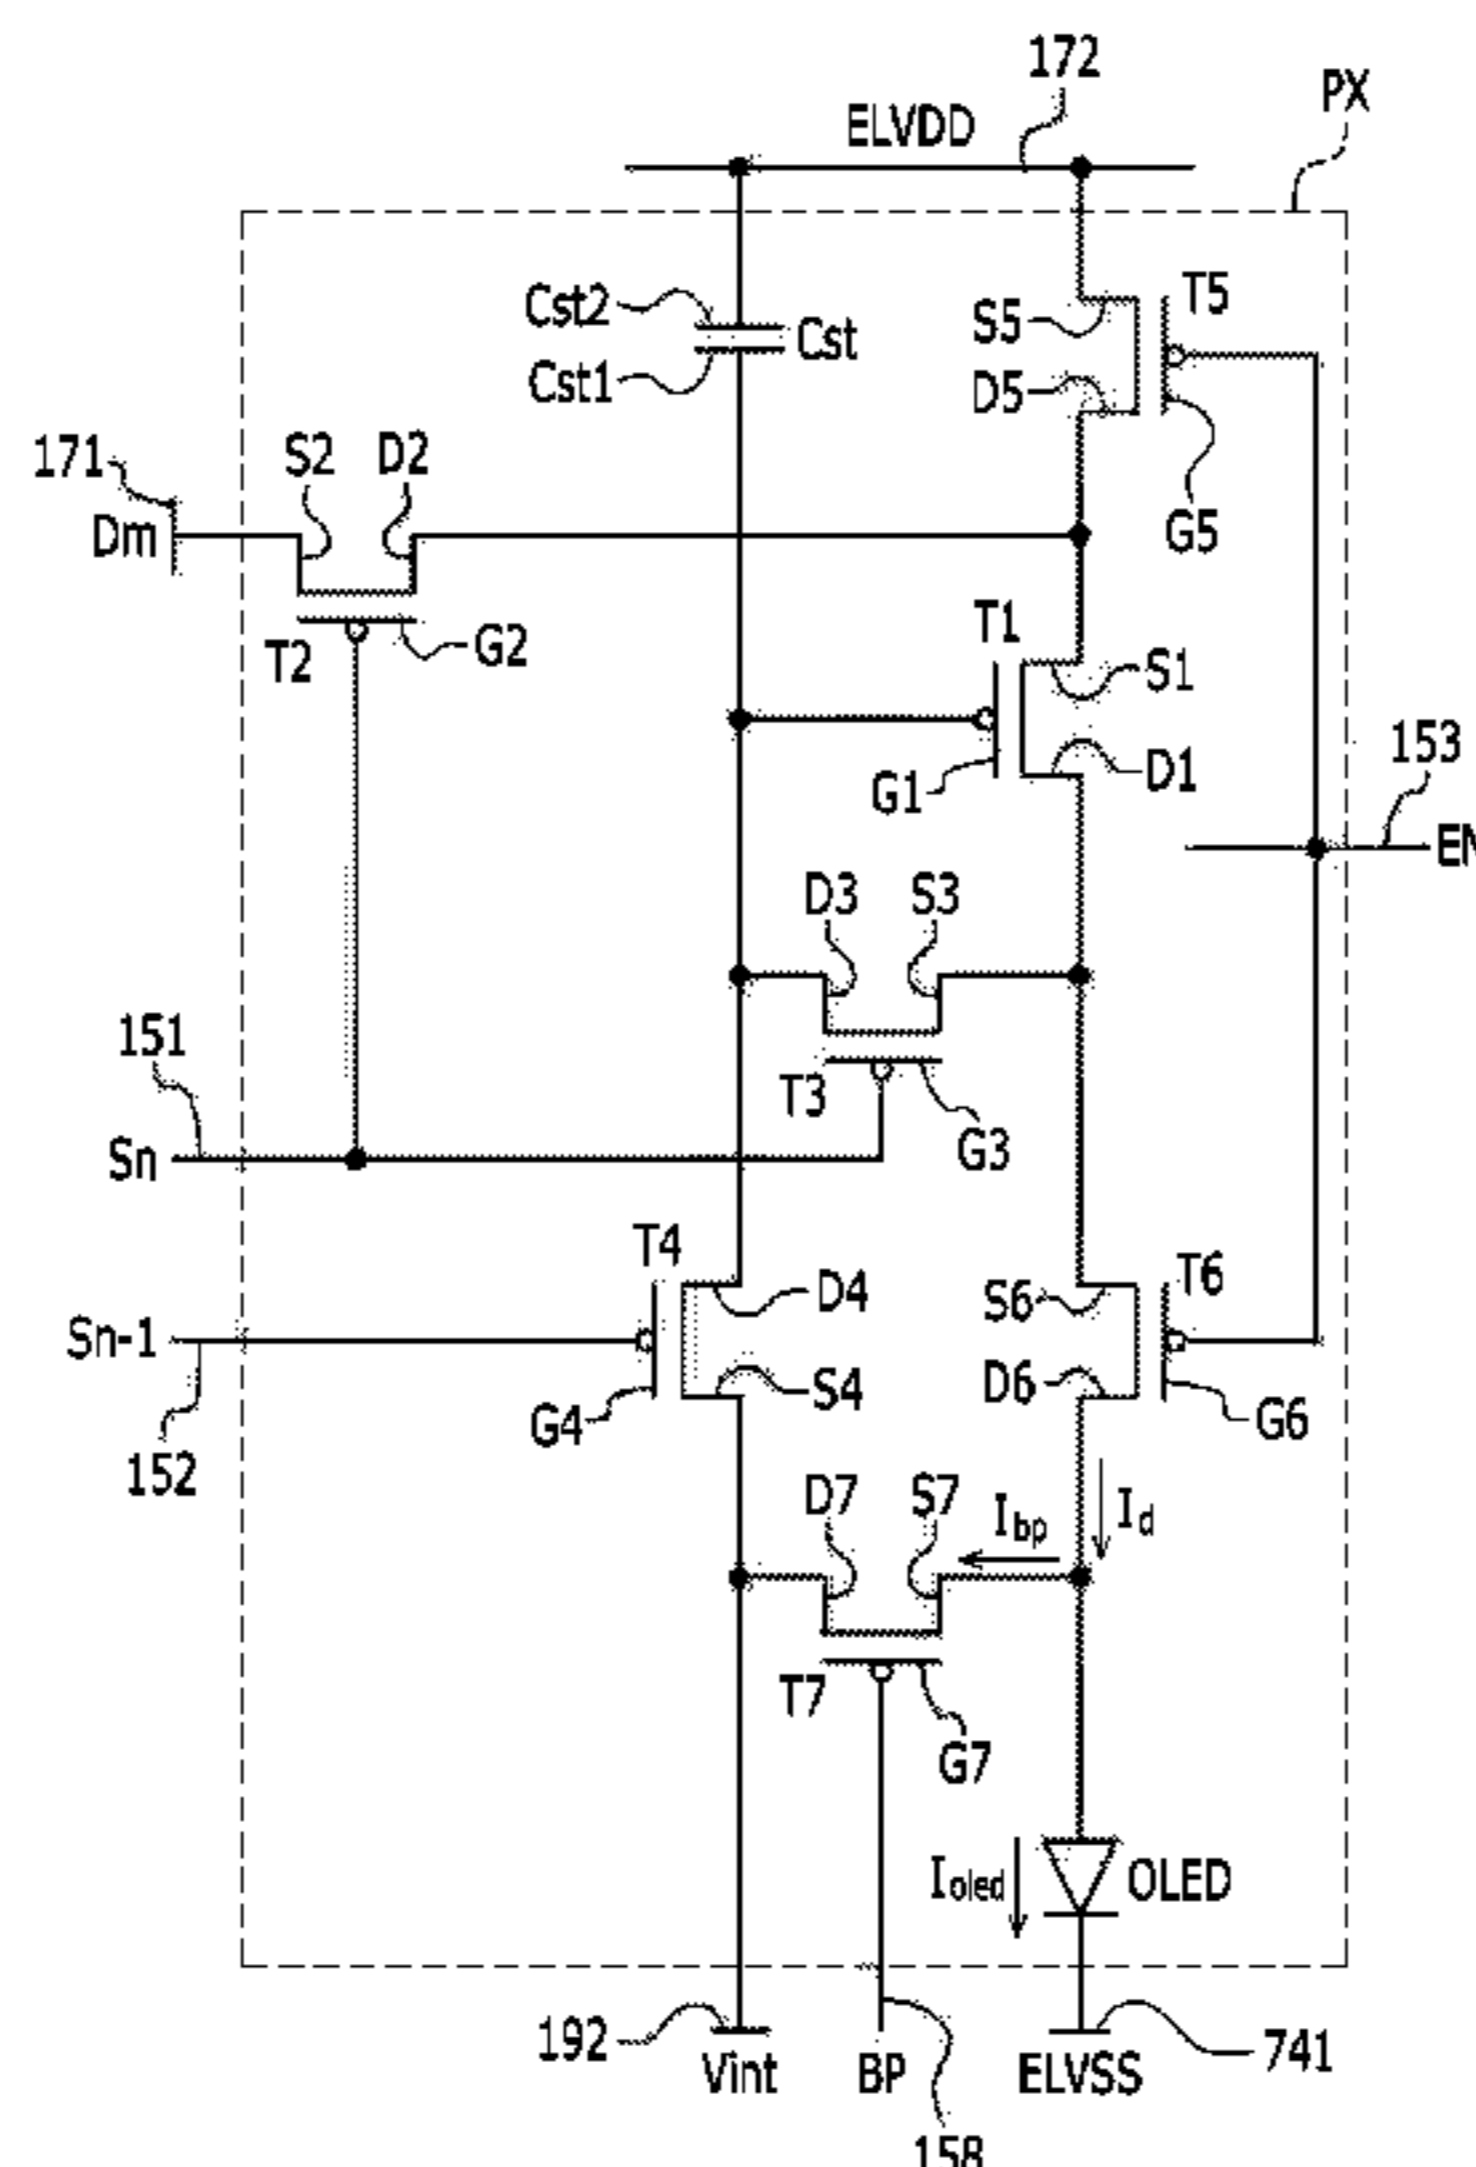 172
PX
ELVDD
Cst2
Cst
Cst1
S5
T5
D5
G5
171
S2
D2
Dm
T2
G2
T1
S1
G1
D1
153
EM
D3
S3
151
T3
G3
Sn
T4
D4
S6
T6
Sn-1
G4
S4
D6
G6
152
D7
S7
Ibp
Id
T7
G7
Ioled
OLED
192
Vint
BP
ELVSS
741
158